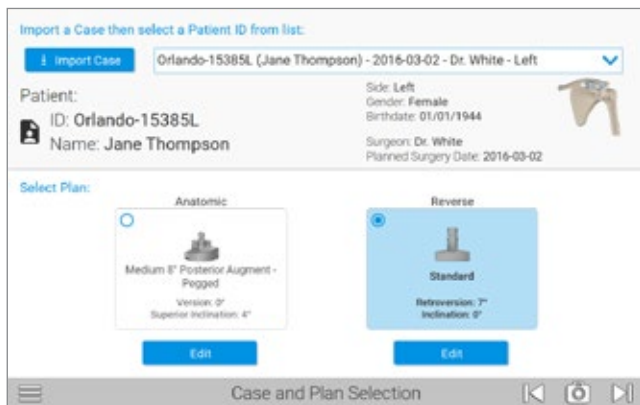 Import a Case then select a Patient ID from list:
Import Case
Orlando-15385L (Jane Thompson) - 2016-03-02 - Dr. White - Left
Patient:
ID: Orlando-15385L
Name: Jane Thompson
Side: Left
Gender: Female
Birthdate: 01/01/1944
Surgeon: Dr. White
Planned Surgery Date: 2016-03-02
Select Plan:
Anatomic
Medium 8° Posterior Augment -
Pegged
Version: 0°
Superior Inclination: 4°
Edit
Reverse
Standard
Retroversion: 7°
Inclination: 0°
Edit
Case and Plan Selection